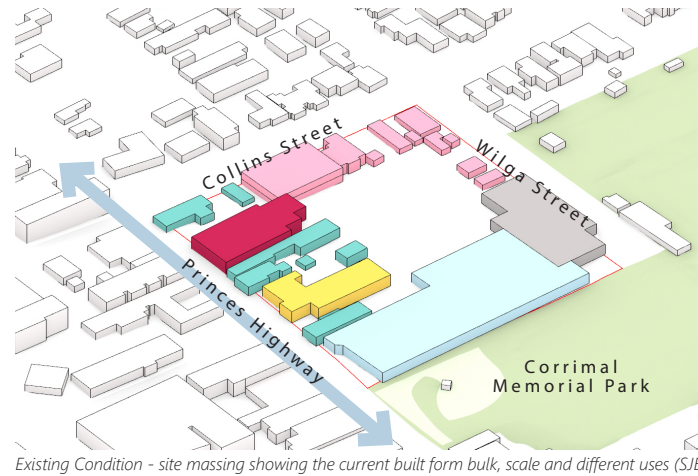 Collins Street
Wilga Street
Princes Highway
Corrimal
Memorial Park
Existing Condition - site massing showing the current built form bulk, scale and different uses